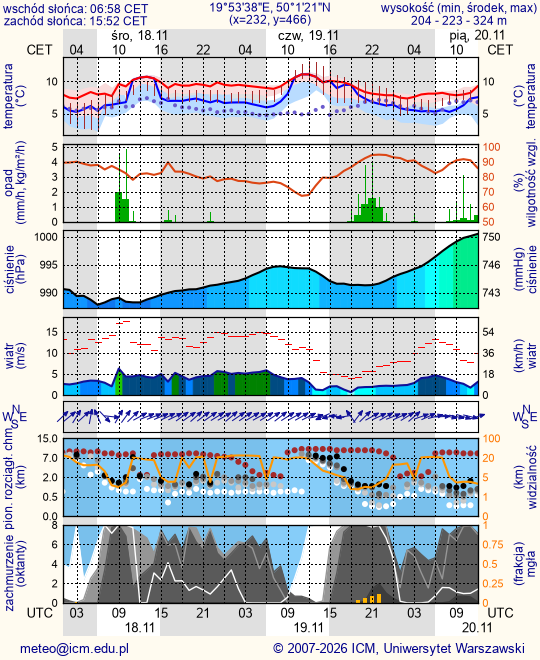 wschód słońca: 06:58 CET 19°53'38"E, 50°1'21"N wysokość (min, środek, max)
zachód słońca: 15:52 CET (x=232, y=466) 204 - 223 - 324 m
śro, 18.11 czw, 19.11 pią, 20.11
CET 04 10 16 22 04 10 16 22 04 10 CET
temperatura (°C) 10 5 10 5 temperatura (°C)
opad (mm/h, kg/m²/h) 5 4 3 2 1 0 100 90 80 70 60 50 (%) wilgotność wzgl.
ciśnienie (hPa) 1000 995 990 750 746 743 (mmHg) ciśnienie
wiatr (m/s) 15 10 5 0 54 36 18 0 (km/h) wiatr
N W E S N W E S
pion. rozciągł. chm. (km) 15.0 7.0 2.0 0.5 0.0 100 20 5 1 0 (km) widzialność
zachmurzenie (oktanty) 8 6 4 2 0 1 0.75 0.5 0.25 0 (frakcja) mgła
UTC 03 09 15 21 03 09 15 21 03 09 UTC
18.11 19.11 20.11
meteo@icm.edu.pl © 2007-2026 ICM, Uniwersytet Warszawski